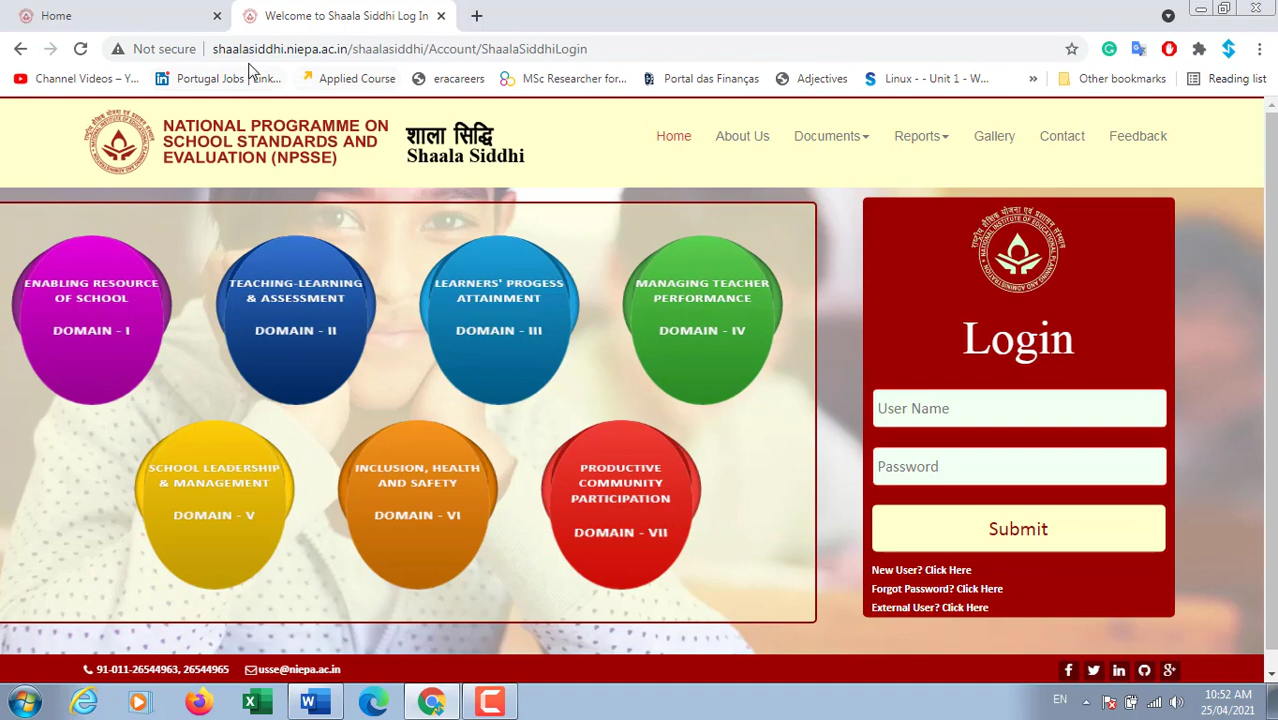 Home
Welcome to Shaala Siddhi Log In
Not secure
shaalasiddhi.niepa.ac.in/shaalasiddhi/Account/ShaalaSiddhiLogin
Channel Videos – Y...
Portugal Jobs
Applied Course
eracareers
MSc Researcher for...
Portal das Finanças
Adjectives
Linux - - Unit 1 - W...
»
Other bookmarks
Reading list
NATIONAL PROGRAMME ON
SCHOOL STANDARDS AND
EVALUATION (NPSSE)
शाला सिद्धि
Shaala Siddhi
Home
About Us
Documents
Reports
Gallery
Contact
Feedback
ENABLING RESOURCE
OF SCHOOL
DOMAIN - I
TEACHING-LEARNING
& ASSESSMENT
DOMAIN - II
LEARNERS' PROGESS
ATTAINMENT
DOMAIN - III
MANAGING TEACHER
PERFORMANCE
DOMAIN - IV
SCHOOL LEADERSHIP
& MANAGEMENT
DOMAIN - V
INCLUSION, HEALTH
AND SAFETY
DOMAIN - VI
PRODUCTIVE
COMMUNITY
PARTICIPATION
DOMAIN - VII
Login
User Name
Password
Submit
New User? Click Here
Forgot Password? Click Here
External User? Click Here
91-011-26544963, 26544965
usse@niepa.ac.in
EN
10:52 AM
25/04/2021